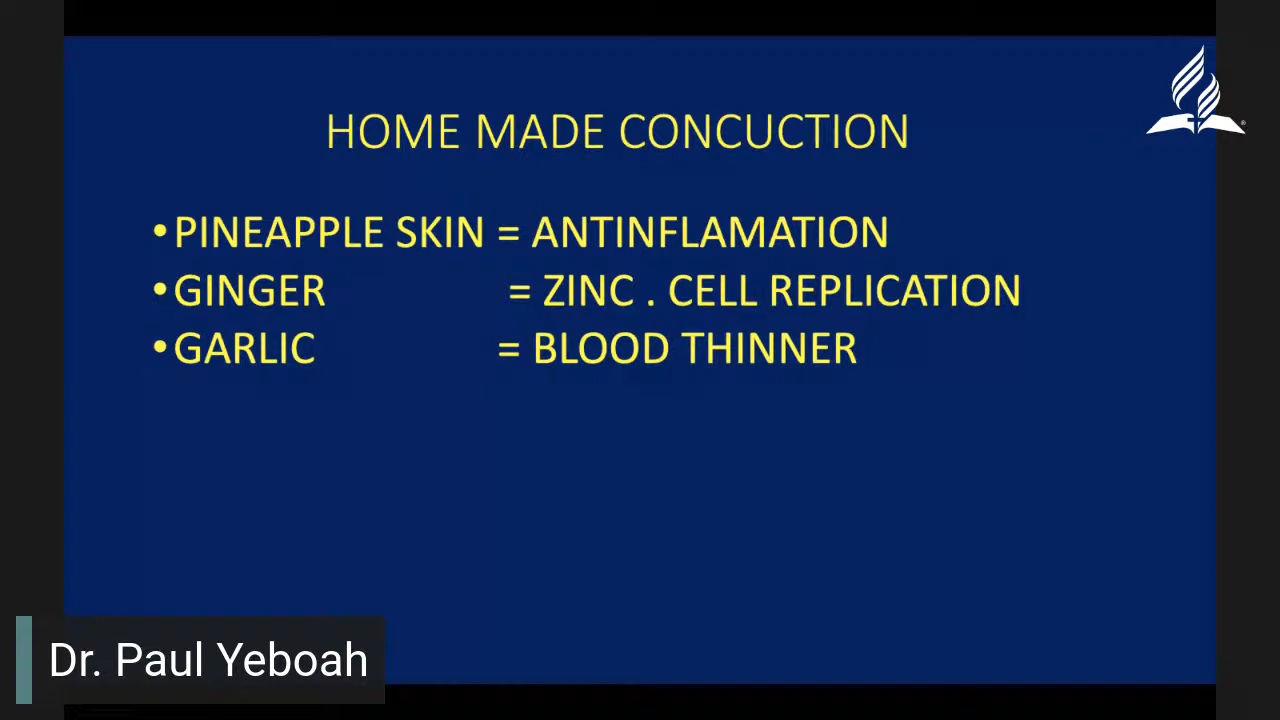 HOME MADE CONCUCTION
•PINEAPPLE SKIN = ANTINFLAMATION
•GINGER = ZINC . CELL REPLICATION
•GARLIC = BLOOD THINNER
Dr. Paul Yeboah